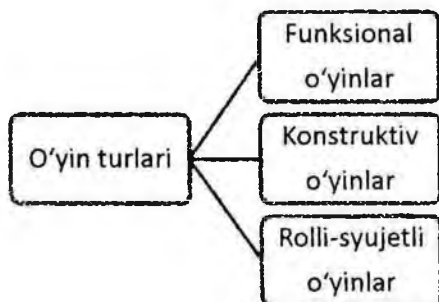 O‘yin turlari
Funksional
o‘yinlar
Konstruktiv
o‘yinlar
Rolli-syujetli
o‘yinlar